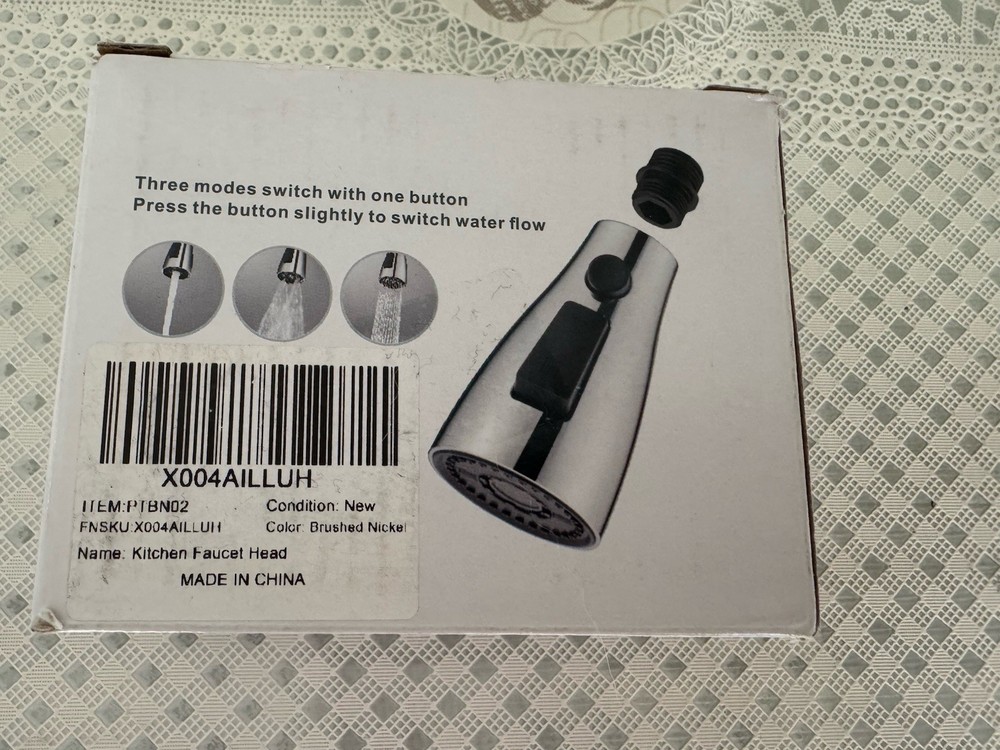 Three modes switch with one button
Press the button slightly to switch water flow
X004AILLUH
ITEM:PTBN02 Condition: New
FNSKU:X004AILLUH Color: Brushed Nickel
Name: Kitchen Faucet Head
MADE IN CHINA